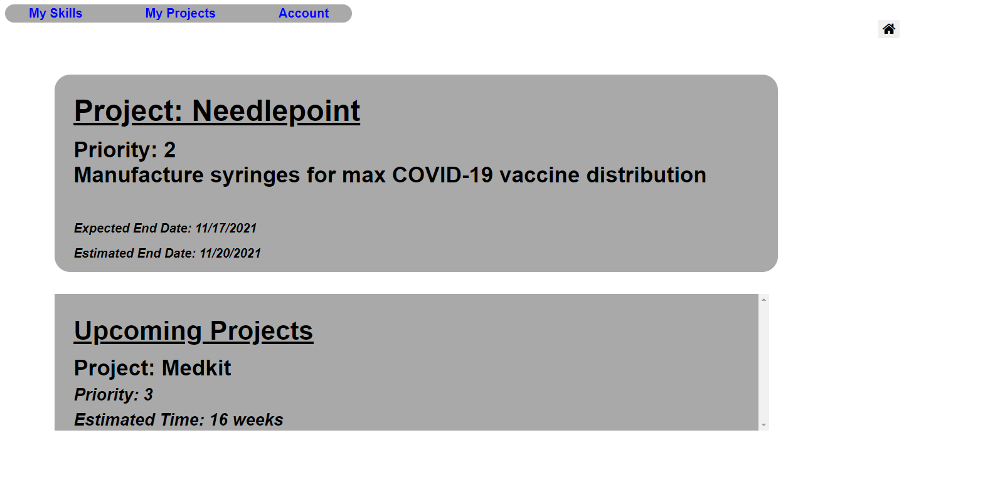 My Skills My Projects Account
Project: Needlepoint
Priority: 2
Manufacture syringes for max COVID-19 vaccine distribution
Expected End Date: 11/17/2021
Estimated End Date: 11/20/2021
Upcoming Projects
Project: Medkit
Priority: 3
Estimated Time: 16 weeks